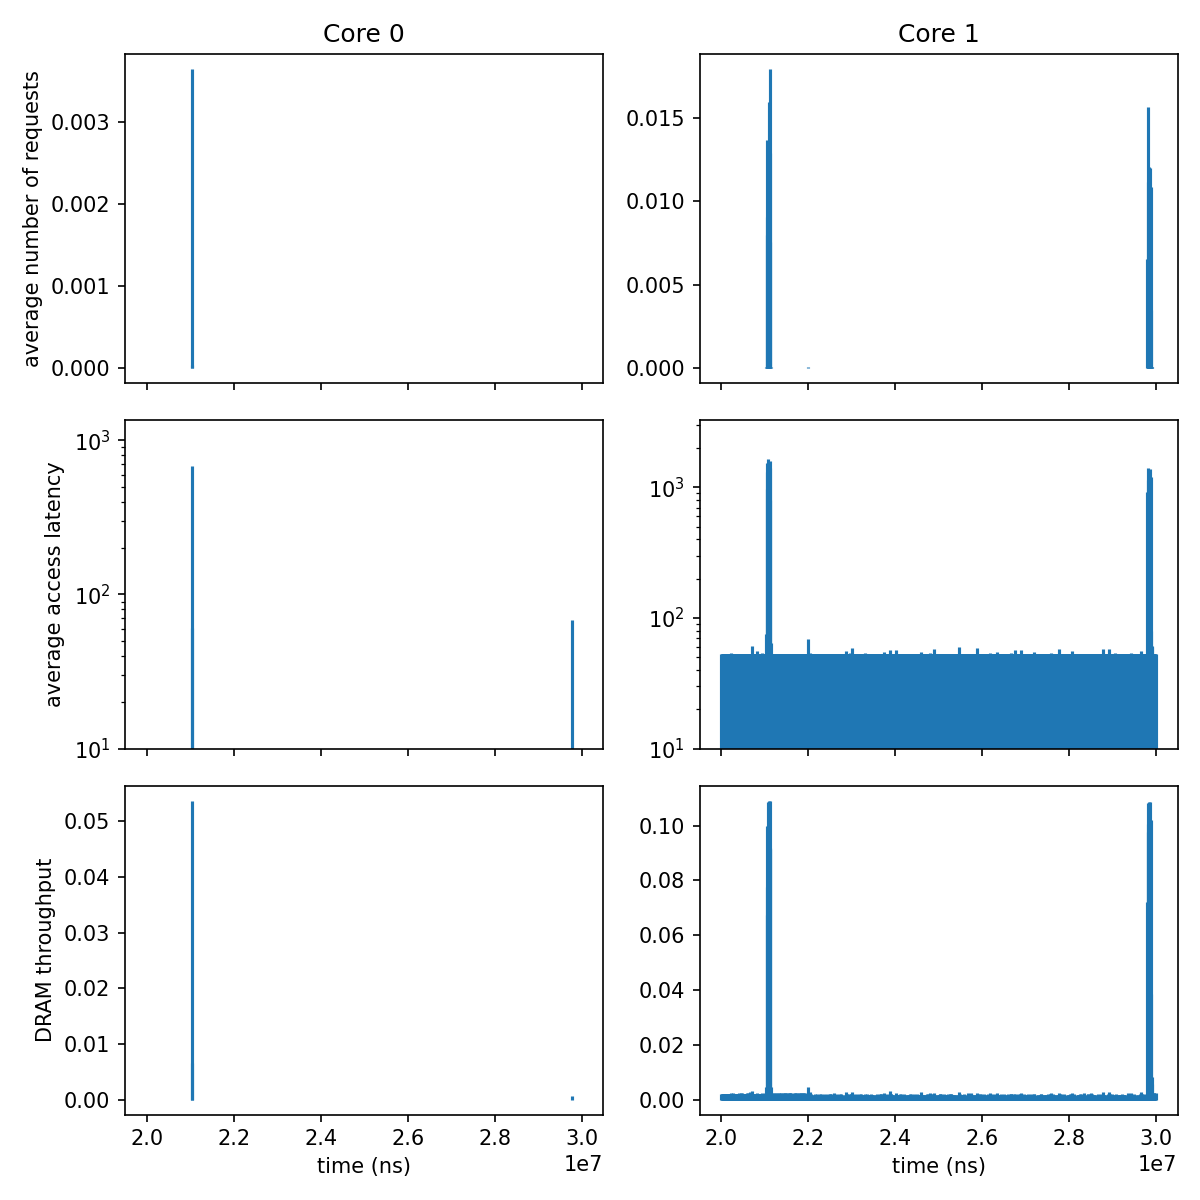 Core 0
Core 1
average number of requests
0.003
0.002
0.001
0.000
0.015
0.010
0.005
0.000
average access latency
10³
10²
10¹
10³
10²
10¹
DRAM throughput
0.05
0.04
0.03
0.02
0.01
0.00
0.10
0.08
0.06
0.04
0.02
0.00
2.0 2.2 2.4 2.6 2.8 3.0
time (ns)
1e7
2.0 2.2 2.4 2.6 2.8 3.0
time (ns)
1e7